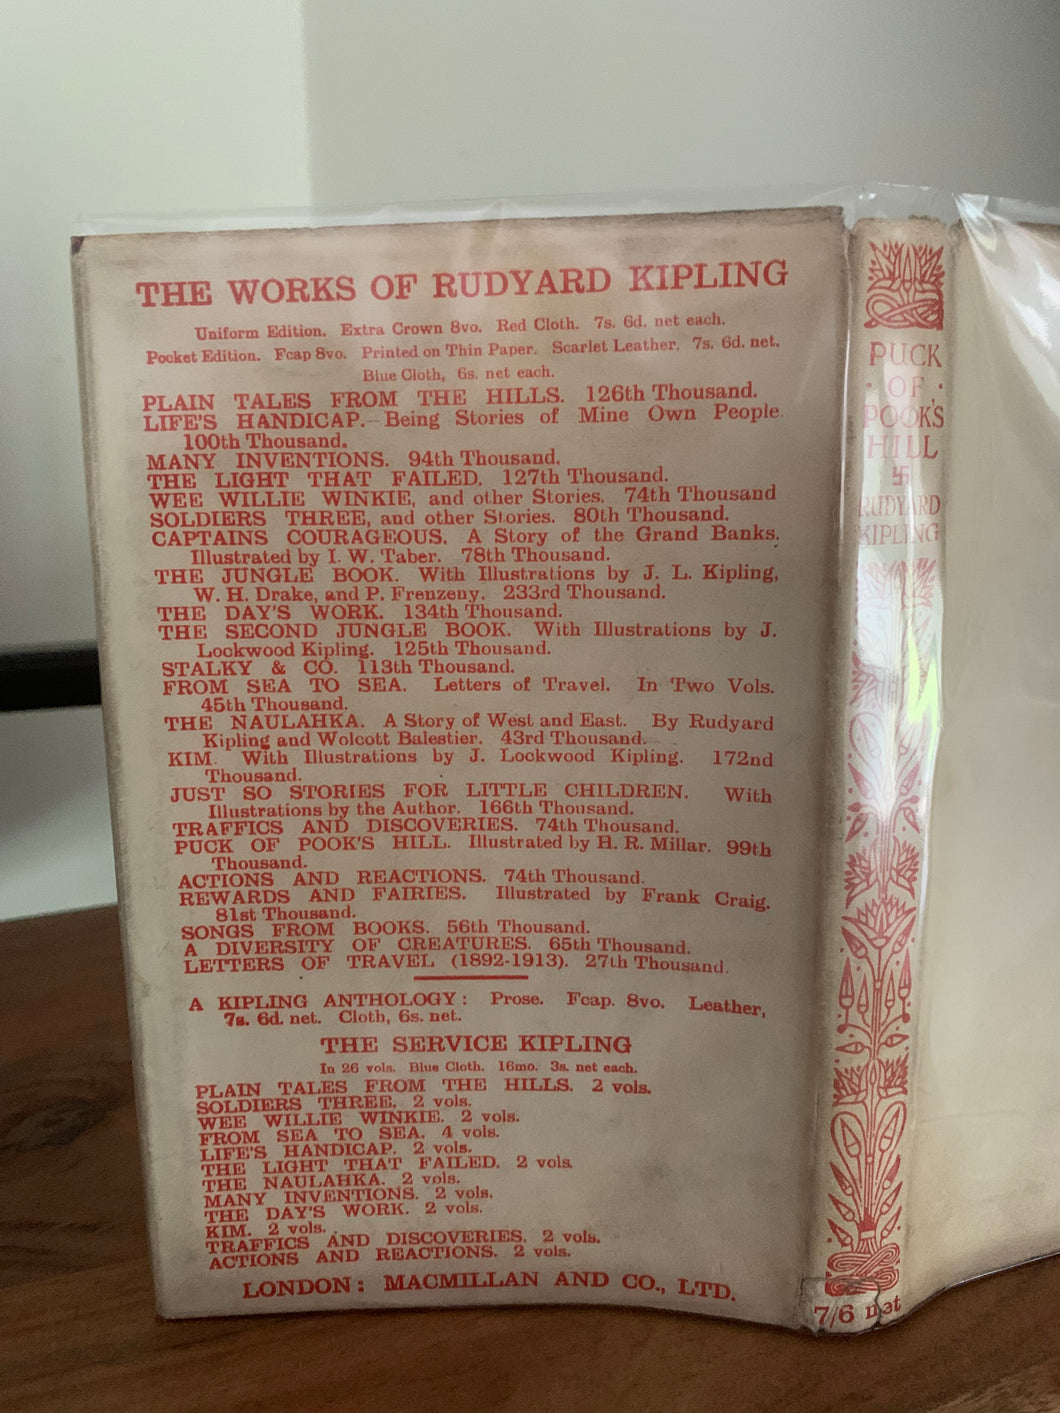 THE WORKS OF RUDYARD KIPLING
Uniform Edition. Extra Crown 8vo. Red Cloth. 7s. 6d. net each.
Pocket Edition. Fcap 8vo. Printed on Thin Paper. Scarlet Leather. 7s. 6d. net.
Blue Cloth, 6s. net each.
PLAIN TALES FROM THE HILLS. 126th Thousand.
LIFE'S HANDICAP.—Being Stories of Mine Own People.
100th Thousand.
MANY INVENTIONS. 94th Thousand.
THE LIGHT THAT FAILED. 127th Thousand.
WEE WILLIE WINKIE, and other Stories. 74th Thousand
SOLDIERS THREE, and other Stories. 80th Thousand.
CAPTAINS COURAGEOUS. A Story of the Grand Banks.
Illustrated by I. W. Taber. 78th Thousand.
THE JUNGLE BOOK. With Illustrations by J. L. Kipling,
W. H. Drake, and P. Frenzeny. 233rd Thousand.
THE DAY'S WORK. 134th Thousand.
THE SECOND JUNGLE BOOK. With Illustrations by J.
Lockwood Kipling. 125th Thousand.
STALKY & CO. 113th Thousand.
FROM SEA TO SEA. Letters of Travel. In Two Vols.
45th Thousand.
THE NAULAHKA. A Story of West and East. By Rudyard
Kipling and Wolcott Balestier. 43rd Thousand.
KIM. With Illustrations by J. Lockwood Kipling. 172nd
Thousand.
JUST SO STORIES FOR LITTLE CHILDREN. With
Illustrations by the Author. 166th Thousand.
TRAFFICS AND DISCOVERIES. 74th Thousand.
PUCK OF POOK'S HILL. Illustrated by H. R. Millar. 99th
Thousand.
ACTIONS AND REACTIONS. 74th Thousand.
REWARDS AND FAIRIES. Illustrated by Frank Craig.
81st Thousand.
SONGS FROM BOOKS. 56th Thousand.
A DIVERSITY OF CREATURES. 65th Thousand.
LETTERS OF TRAVEL (1892-1913). 27th Thousand.
A KIPLING ANTHOLOGY: Prose. Fcap. 8vo. Leather,
7s. 6d. net. Cloth, 6s. net.
THE SERVICE KIPLING
In 26 vols. Blue Cloth. 16mo. 3s. net each.
PLAIN TALES FROM THE HILLS. 2 vols.
SOLDIERS THREE. 2 vols.
WEE WILLIE WINKIE. 2 vols.
FROM SEA TO SEA. 4 vols.
LIFE'S HANDICAP. 2 vols.
THE LIGHT THAT FAILED. 2 vols.
THE NAULAHKA. 2 vols.
MANY INVENTIONS. 2 vols.
THE DAY'S WORK. 2 vols.
KIM. 2 vols.
TRAFFICS AND DISCOVERIES. 2 vols.
ACTIONS AND REACTIONS. 2 vols.
LONDON: MACMILLAN AND CO., LTD.
PUCK
·OF·
POOK'S
HILL
RUDYARD
KIPLING
7/6 net